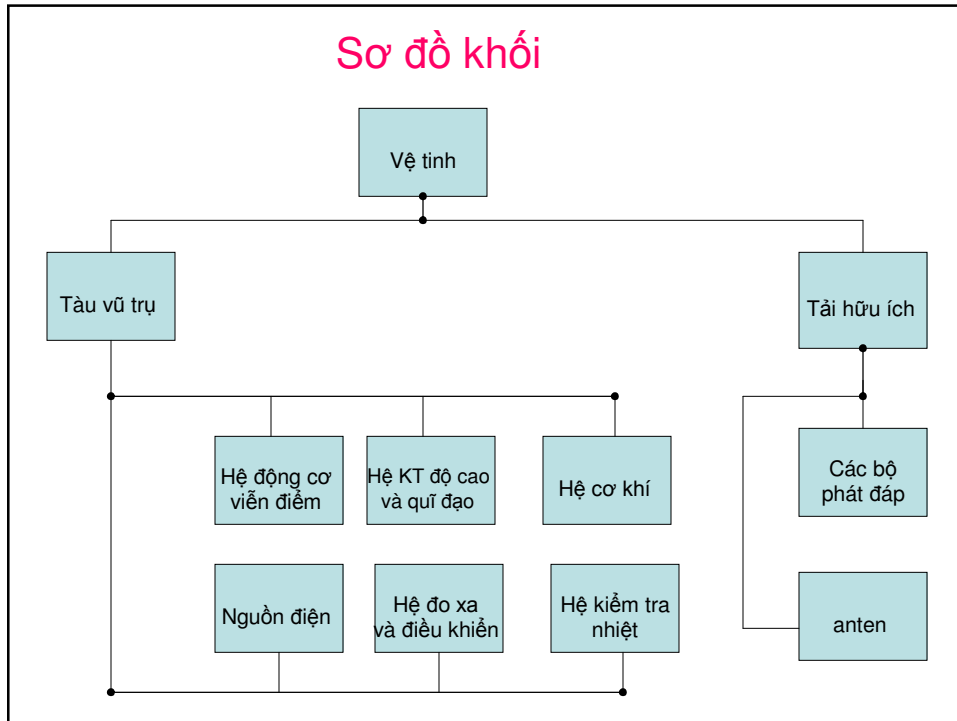 Sơ đồ khối
Vệ tinh
Tàu vũ trụ
Tải hữu ích
Hệ động cơ
viễn điểm
Hệ KT độ cao
và quĩ đạo
Hệ cơ khí
Các bộ
phát đáp
Nguồn điện
Hệ đo xa
và điều khiển
Hệ kiểm tra
nhiệt
anten